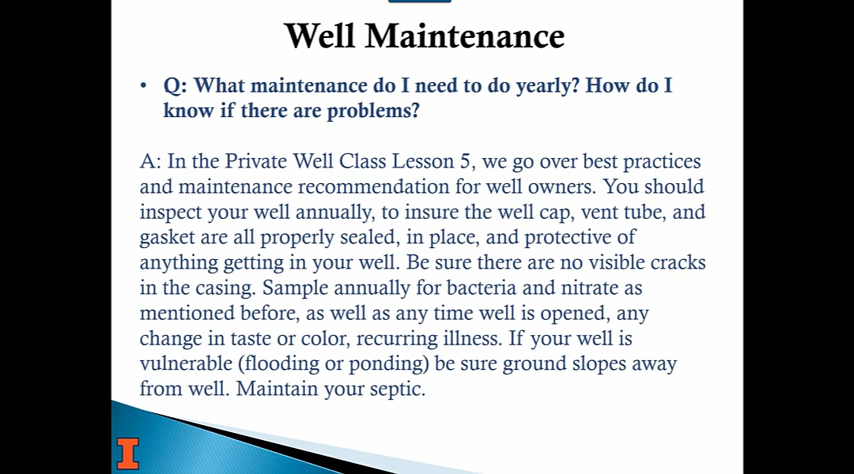 Well Maintenance
• Q: What maintenance do I need to do yearly? How do I
know if there are problems?
A: In the Private Well Class Lesson 5, we go over best practices
and maintenance recommendation for well owners. You should
inspect your well annually, to insure the well cap, vent tube, and
gasket are all properly sealed, in place, and protective of
anything getting in your well. Be sure there are no visible cracks
in the casing. Sample annually for bacteria and nitrate as
mentioned before, as well as any time well is opened, any
change in taste or color, recurring illness. If your well is
vulnerable (flooding or ponding) be sure ground slopes away
from well. Maintain your septic.
I